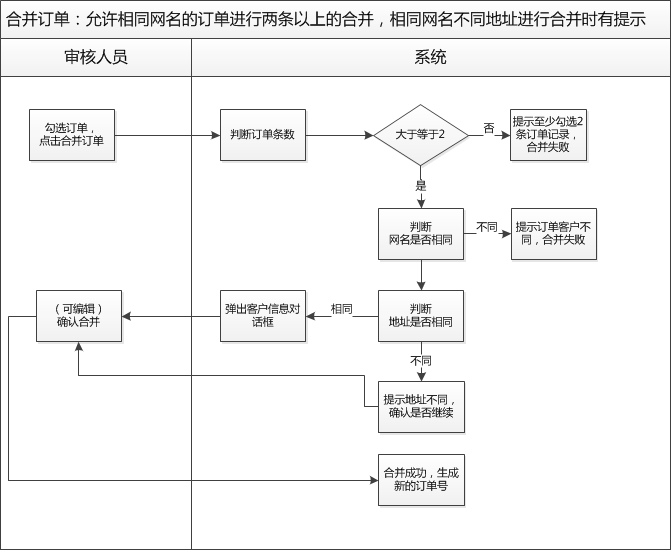 合并订单：允许相同网名的订单进行两条以上的合并，相同网名不同地址进行合并时有提示
审核人员
系统
勾选订单，
点击合并订单
判断订单条数
大于等于2
否
提示至少勾选2
条订单记录，
合并失败
是
判断
网名是否相同
不同
提示订单客户不
同，合并失败
（可编辑）
确认合并
弹出客户信息对
话框
相同
判断
地址是否相同
不同
提示地址不同，
确认是否继续
合并成功，生成
新的订单号